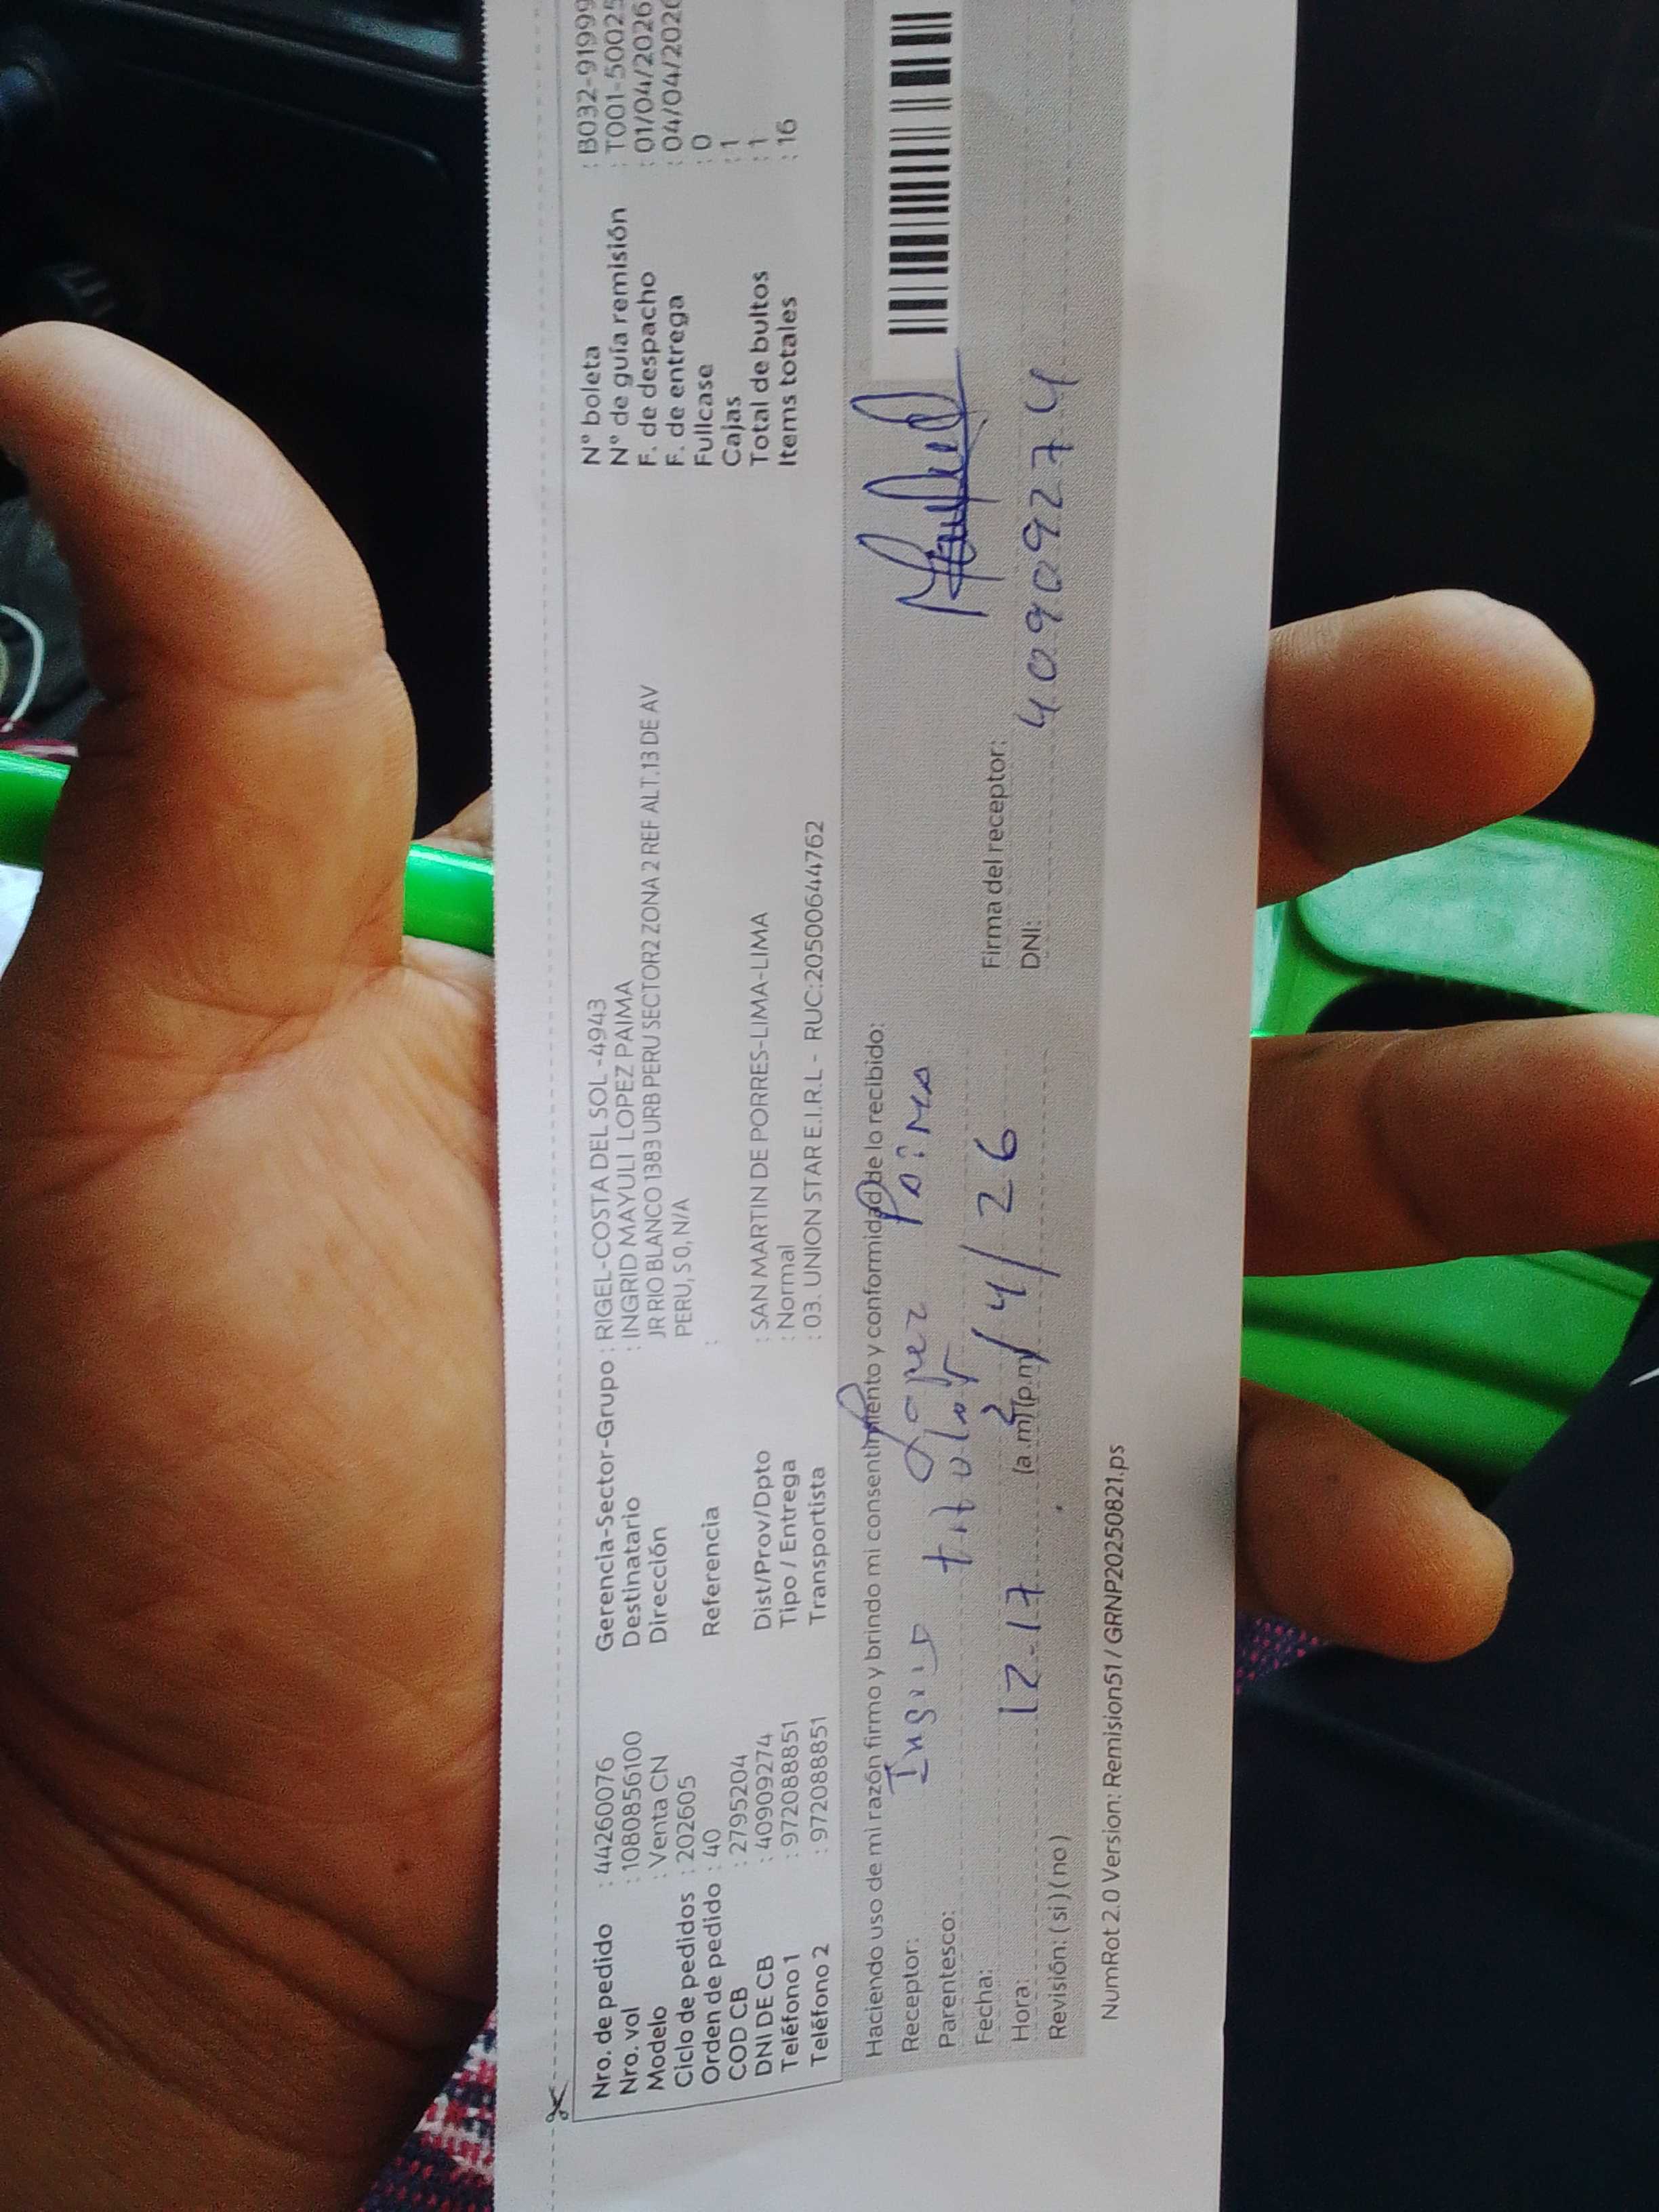 Nro. de pedido : 44260076
Nro. vol : 1080856100
Modelo : Venta CN
Ciclo de pedidos : 202605
Orden de pedido : 40
COD CB : 2795204
DNI DE CB : 40909274
Teléfono 1 : 972088851
Teléfono 2 : 972088851
Gerencia-Sector-Grupo : RIGEL-COSTA DEL SOL -4943
Destinatario : INGRID MAYULI LOPEZ PAIMA
Dirección JR RIO BLANCO 1383 URB PERU SECTOR2 ZONA 2 REF ALT.13 DE AV
PERU, S 0, N/A
Referencia :
Dist/Prov/Dpto : SAN MARTIN DE PORRES-LIMA-LIMA
Tipo / Entrega : Normal
Transportista : 03. UNION STAR E.I.R.L - RUC:20500644762
N° boleta : B032-91999
N° de guía remisión : T001-50025
F. de despacho : 01/04/2026
F. de entrega : 04/04/2026
Fullcase : 0
Cajas : 1
Total de bultos : 1
Items totales : 16
Haciendo uso de mi razón firmo y brindo mi consentimiento y conformidad de lo recibido:
Receptor: Ingrid Lopez Paima
Parentesco: titular
Fecha: 2/4/26
Hora: 12-17 (a.m) (p.m)
Revisión: ( si ) ( no )
Firma del receptor:
DNI: 40909274
NumRot 2.0 Version: Remision51 / GRNP20250821.ps